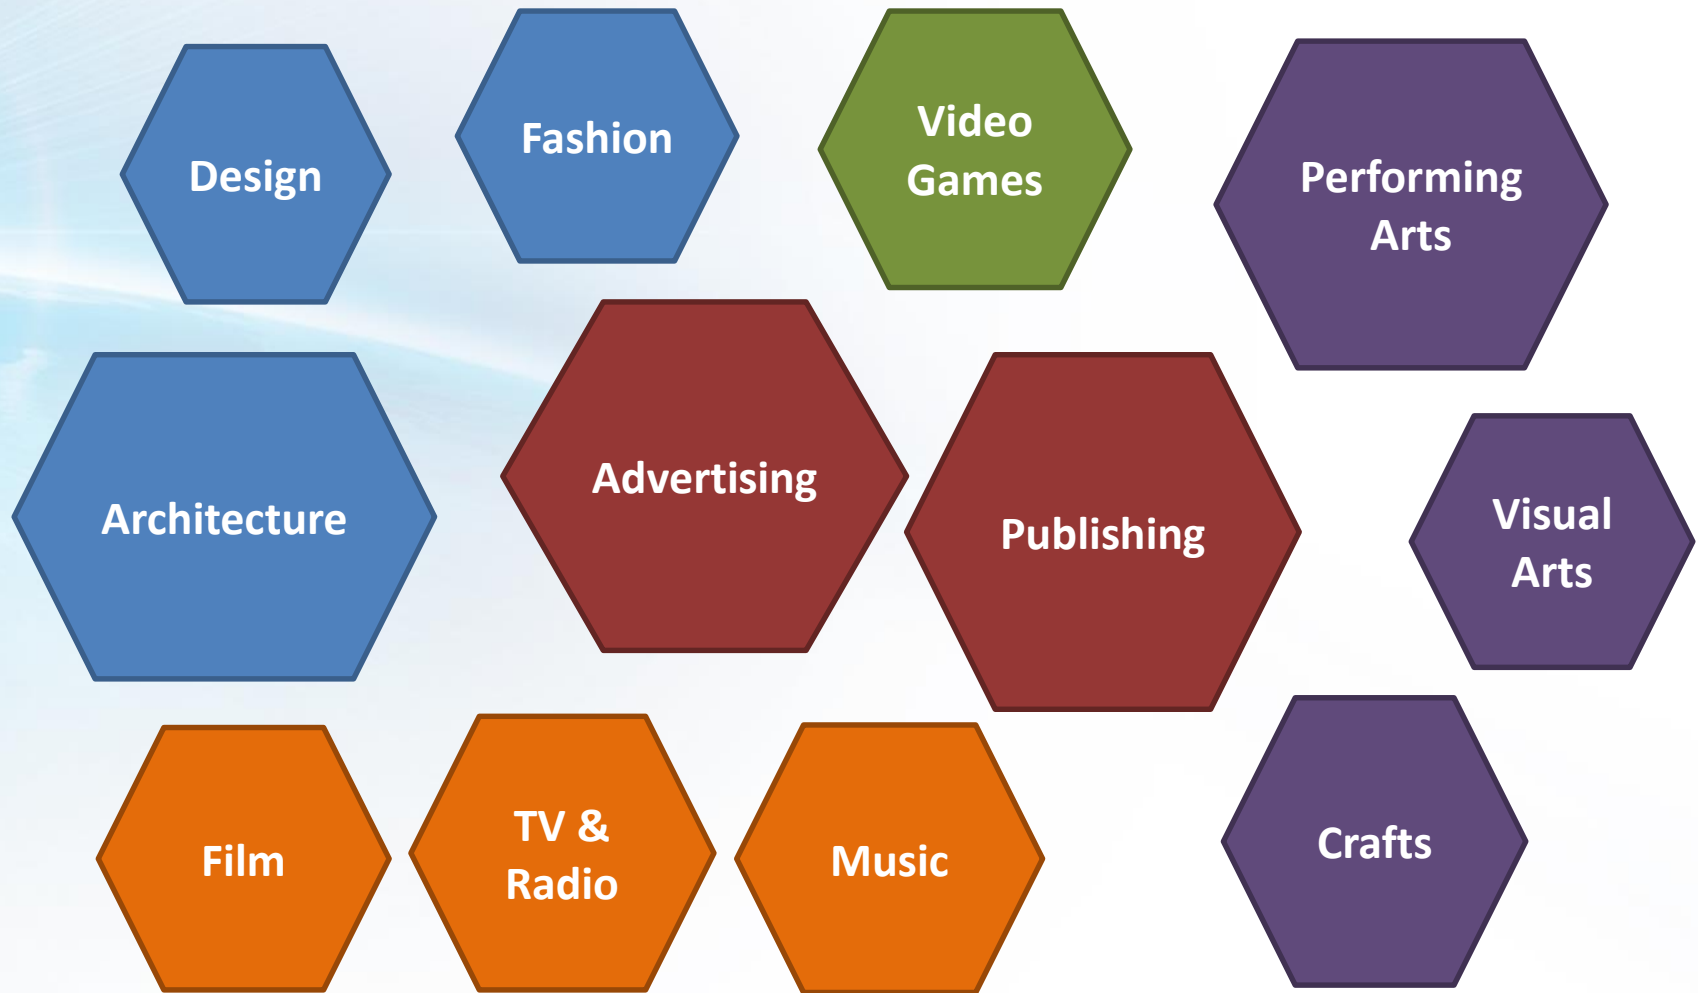 Design
Fashion
Video
Games
Performing
Arts
Architecture
Advertising
Publishing
Visual
Arts
Film
TV &
Radio
Music
Crafts